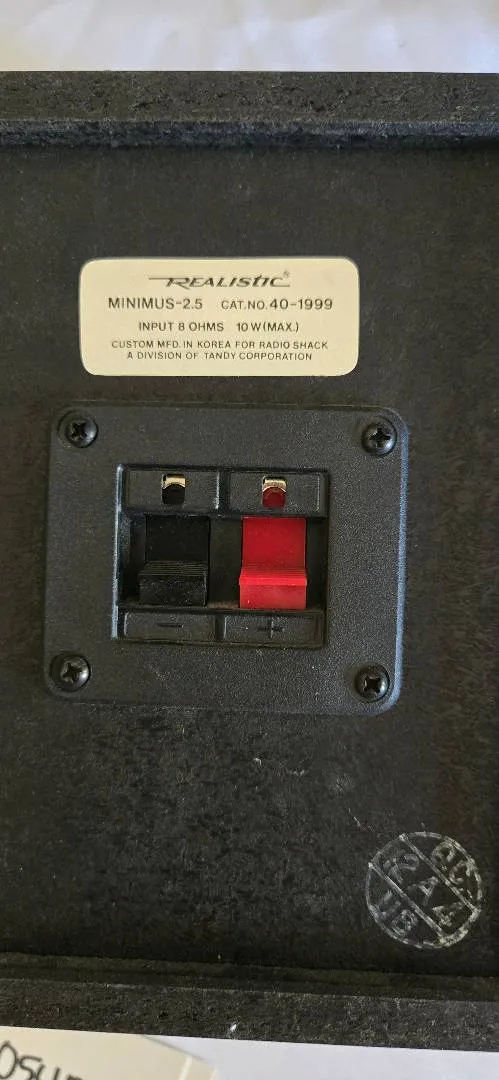 REALISTIC®
MINIMUS-2.5 CAT.NO. 40-1999
INPUT 8 OHMS 10W(MAX.)
CUSTOM MFD. IN KOREA FOR RADIO SHACK
A DIVISION OF TANDY CORPORATION
− +